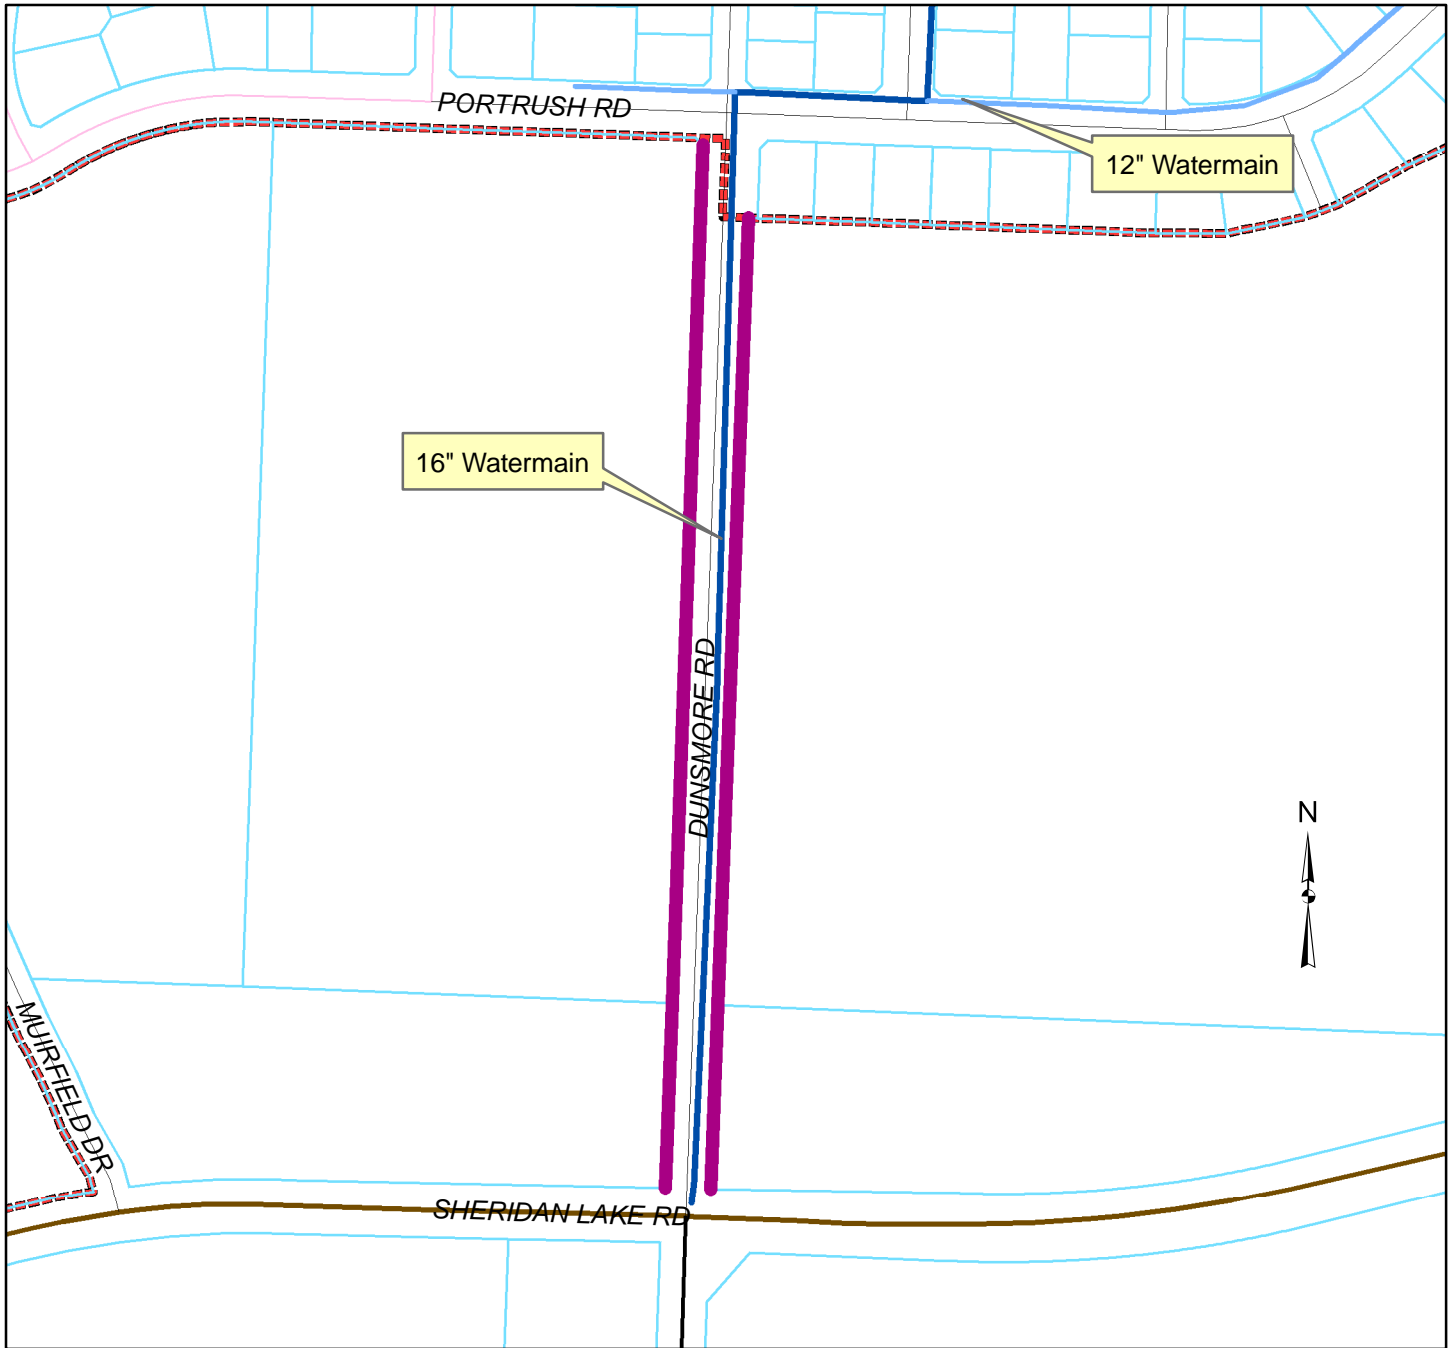 PORTRUSH RD
12" Watermain
16" Watermain
DUNSMORE RD
N
MUIRFIELD DR
SHERIDAN LAKE RD